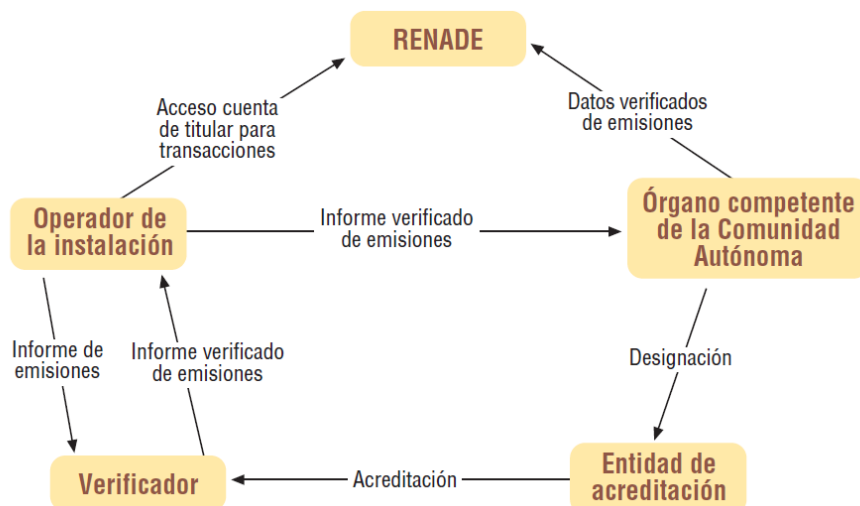 RENADE
Acceso cuenta
de titular para
transacciones
Datos verificados
de emisiones
Operador de
la instalación
Informe verificado
de emisiones
Órgano competente
de la Comunidad
Autónoma
Informe de
emisiones
Informe verificado
de emisiones
Designación
Verificador
Acreditación
Entidad de
acreditación